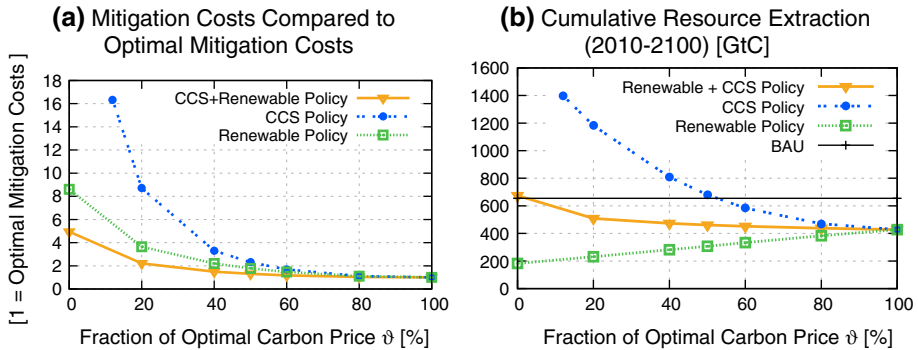 (a) Mitigation Costs Compared to
Optimal Mitigation Costs
[1 = Optimal Mitigation Costs ]
18
16
14
12
10
8
6
4
2
0
CCS+Renewable Policy
CCS Policy
Renewable Policy
0 20 40 60 80 100
Fraction of Optimal Carbon Price ϑ [%]
(b) Cumulative Resource Extraction
(2010-2100) [GtC]
1600
1400
1200
1000
800
600
400
200
0
Renewable + CCS Policy
CCS Policy
Renewable Policy
BAU
0 20 40 60 80 100
Fraction of Optimal Carbon Price ϑ [%]